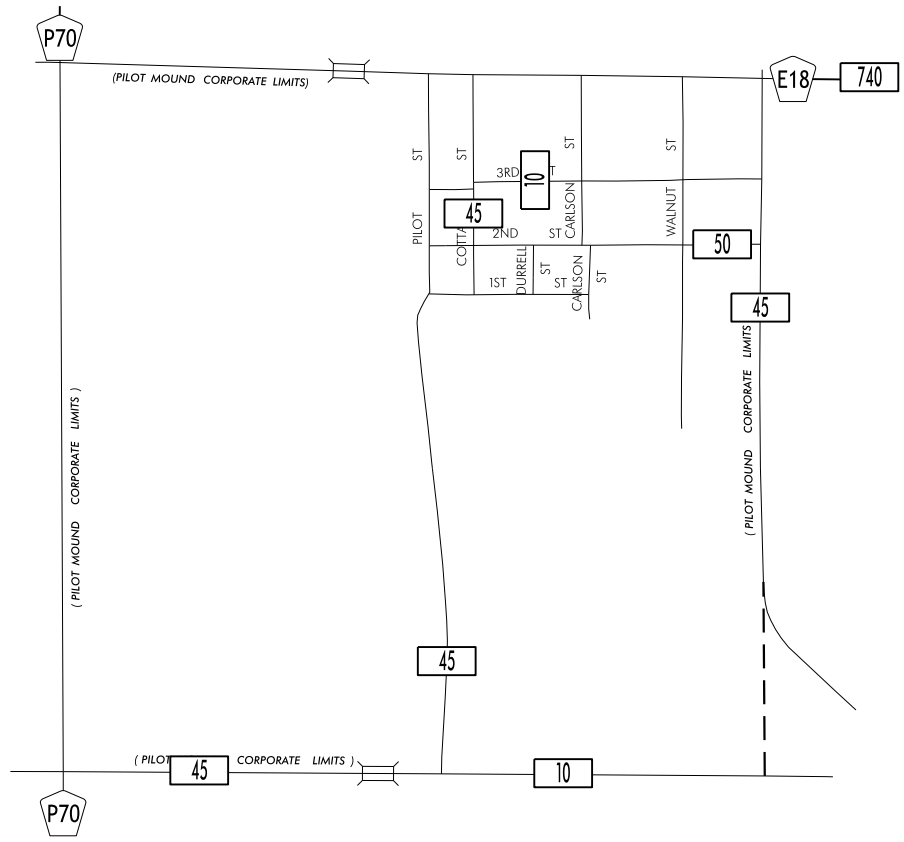 P70
(PILOT MOUND CORPORATE LIMITS)
E18
740
ST
ST
ST
ST
3RD
10
T
45
PILOT
COTTA
2ND ST
CARLSON
WALNUT
50
1ST ST
DURRELL
ST
CARLSON
ST
45
( PILOT MOUND CORPORATE LIMITS )
( PILOT MOUND CORPORATE LIMITS
45
( PILOT CORPORATE LIMITS )
45
10
P70